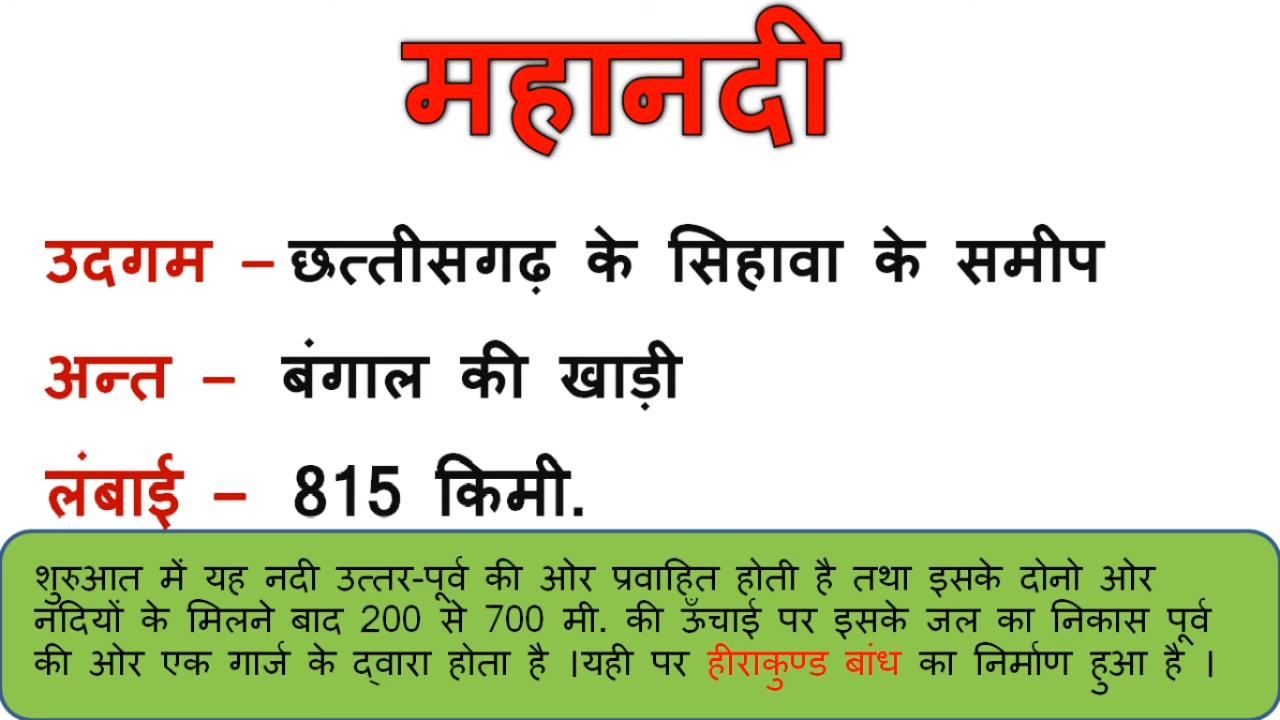 महानदी
उदगम – छत्तीसगढ़ के सिहावा के समीप
अन्त – बंगाल की खाड़ी
लंबाई – 815 किमी.
शुरुआत में यह नदी उत्तर-पूर्व की ओर प्रवाहित होती है तथा इसके दोनो ओर
नदियों के मिलने बाद 200 से 700 मी. की ऊँचाई पर इसके जल का निकास पूर्व
की ओर एक गार्ज के द्वारा होता है ।यही पर हीराकुण्ड बांध का निर्माण हुआ है ।